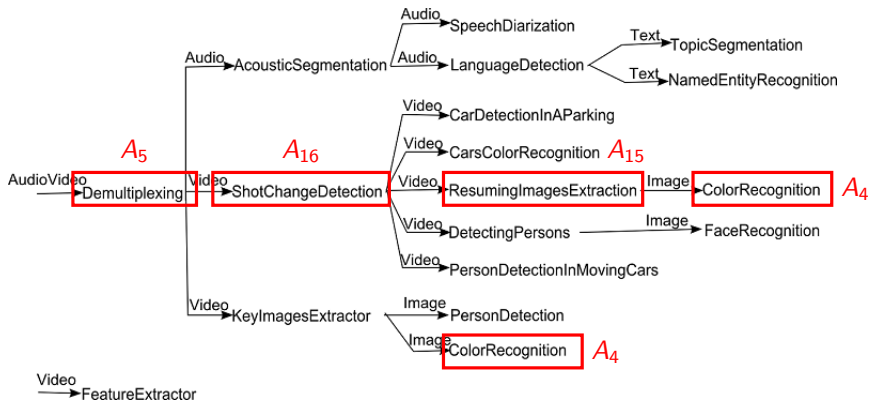 Audio SpeechDiarization
Audio AcousticSegmentation Audio LanguageDetection Text TopicSegmentation
Text NamedEntityRecognition
Video CarDetectionInAParking
A5 A16 Video CarsColorRecognition A15
AudioVideo Demultiplexing Video ShotChangeDetection Video ResumingImagesExtraction Image ColorRecognition A4
Video DetectingPersons Image FaceRecognition
Video PersonDetectionInMovingCars
Video KeyImagesExtractor Image PersonDetection
Image ColorRecognition A4
Video FeatureExtractor